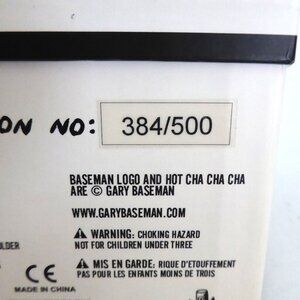 ON NO: 384/500
BASEMAN LOGO AND HOT CHA CHA CHA
ARE © GARY BASEMAN
WWW.GARYBASEMAN.COM
⚠ WARNING: CHOKING HAZARD
NOT FOR CHILDREN UNDER THREE
OLDER
⚠ MIS EN GARDE: RIQUE D'ETOUFFEMENT
CE PAS POUR LES ENFANTS MOINS DE TROIS
MADE IN CHINA